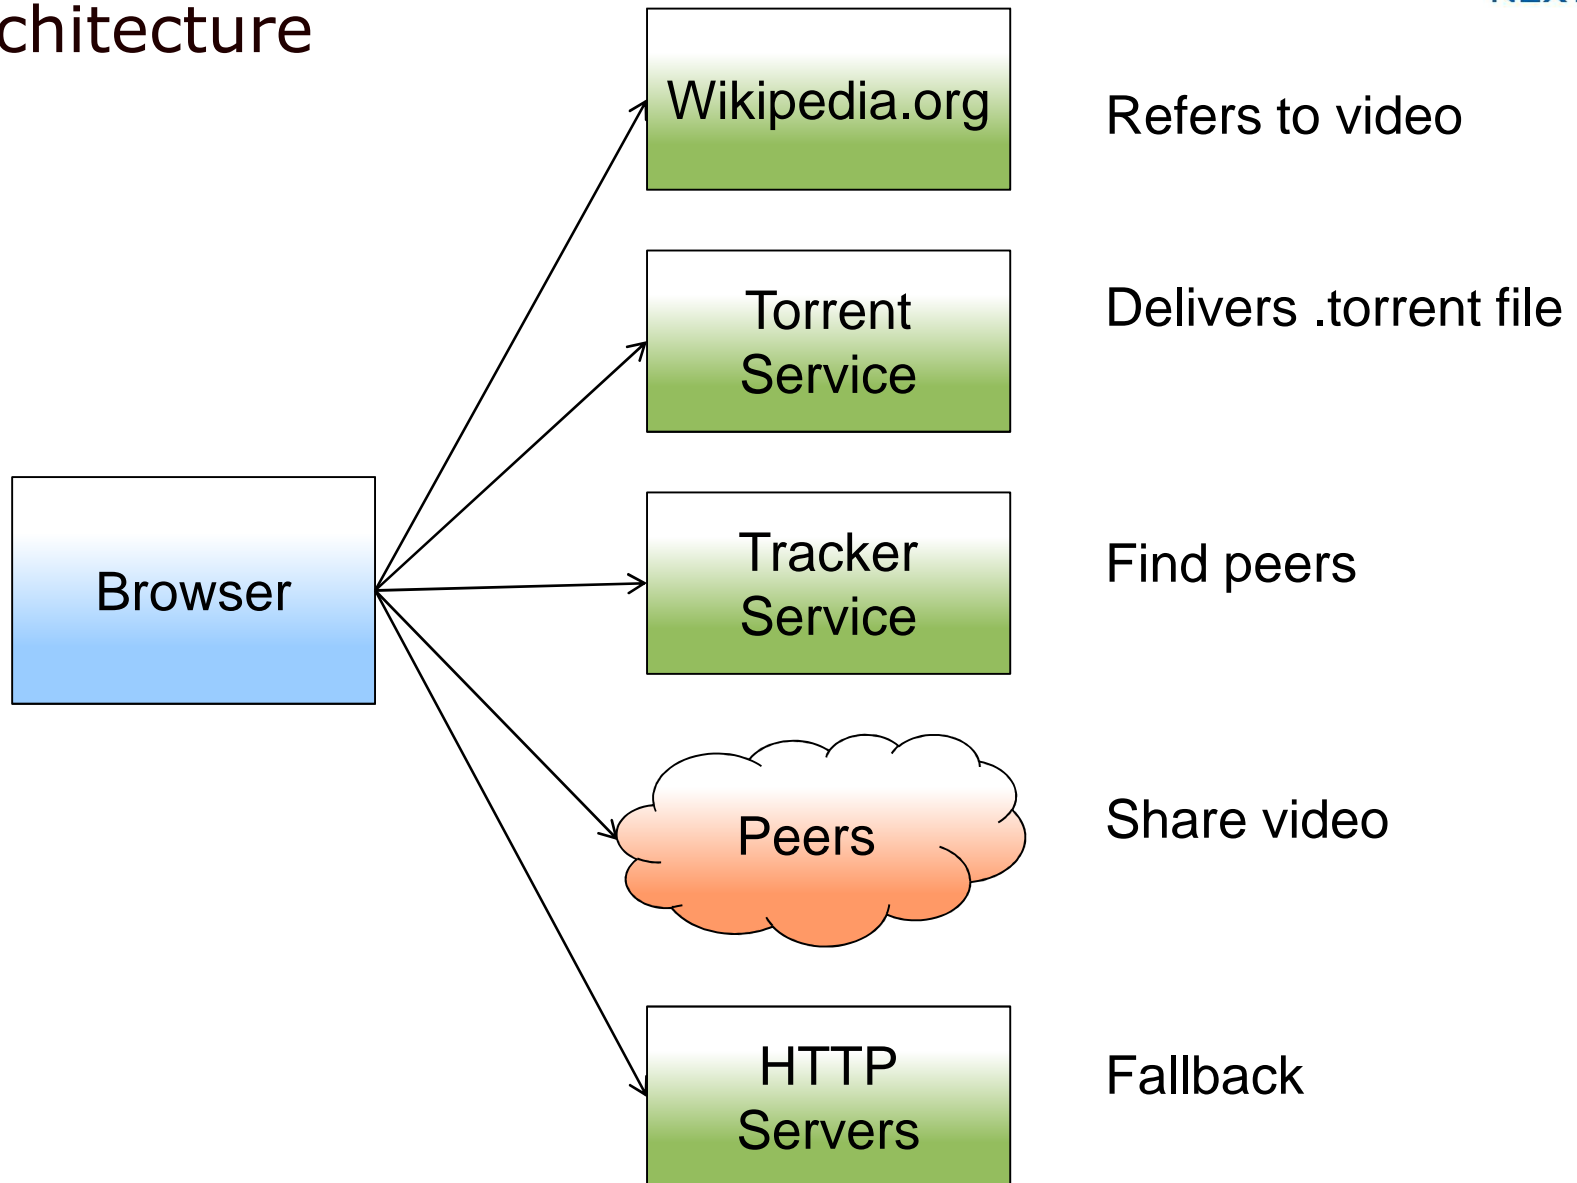 chitecture
Wikipedia.org
Refers to video
Torrent
Service
Delivers .torrent file
Browser
Tracker
Service
Find peers
Peers
Share video
HTTP
Servers
Fallback